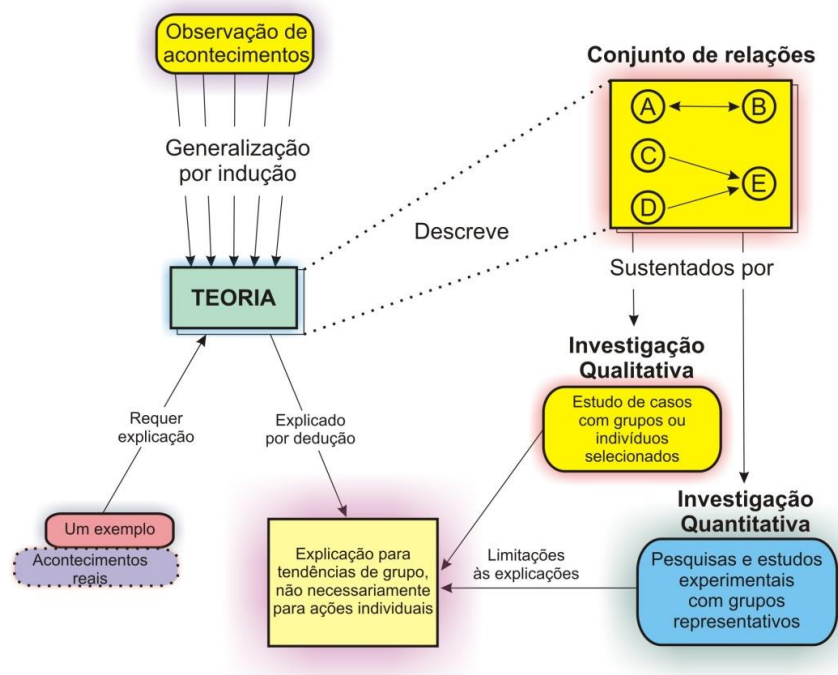 Observação de
acontecimentos
Conjunto de relações
A
B
C
E
D
Generalização
por indução
Descreve
TEORIA
Sustentados por
Investigação
Qualitativa
Estudo de casos
com grupos ou
indivíduos
selecionados
Requer
explicação
Explicado
por dedução
Investigação
Quantitativa
Um exemplo
Acontecimentos
reais
Explicação para
tendências de grupo,
não necessariamente
para ações individuais
Limitações
às explicações
Pesquisas e estudos
experimentais
com grupos
representativos